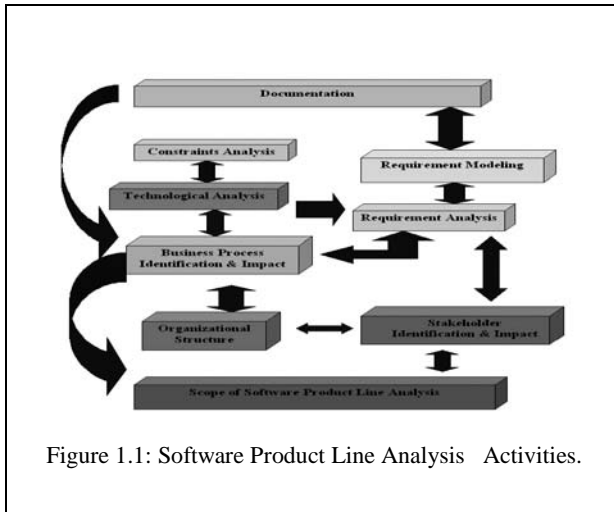 Documentation
Constraints Analysis
Requirement Modeling
Technological Analysis
Requirement Analysis
Business Process
Identification & Impact
Organizational
Structure
Stakeholder
Identification & Impact
Scope of Software Product Line Analysis
Figure 1.1: Software Product Line Analysis Activities.